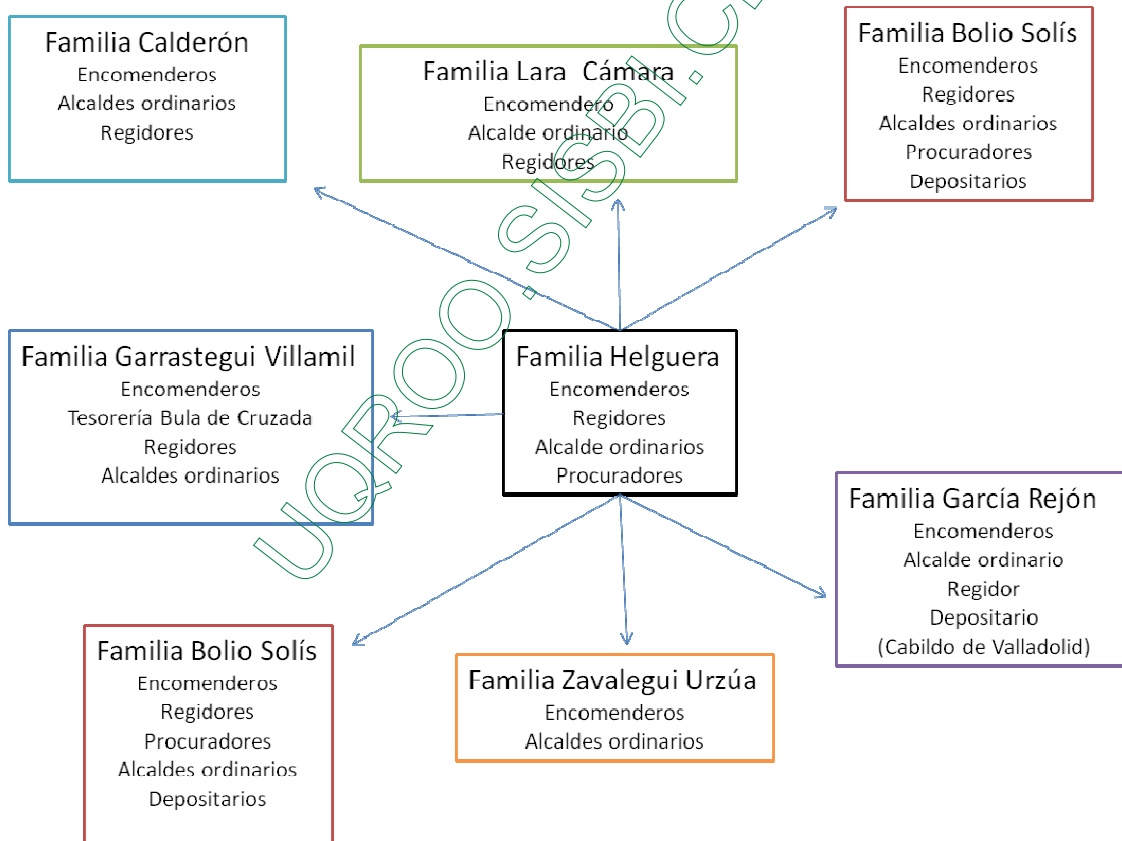 Familia Calderón
Encomenderos
Alcaldes ordinarios
Regidores
Familia Lara Cámara
Encomendero
Alcalde ordinario
Regidores
Familia Bolio Solís
Encomenderos
Regidores
Alcaldes ordinarios
Procuradores
Depositarios
Familia Garrastegui Villamil
Encomenderos
Tesorería Bula de Cruzada
Regidores
Alcaldes ordinarios
Familia Helguera
Encomenderos
Regidores
Alcalde ordinarios
Procuradores
Familia García Rejón
Encomenderos
Alcalde ordinario
Regidor
Depositario
(Cabildo de Valladolid)
Familia Bolio Solís
Encomenderos
Regidores
Procuradores
Alcaldes ordinarios
Depositarios
Familia Zavalegui Urzúa
Encomenderos
Alcaldes ordinarios
UQROO.SISBI.